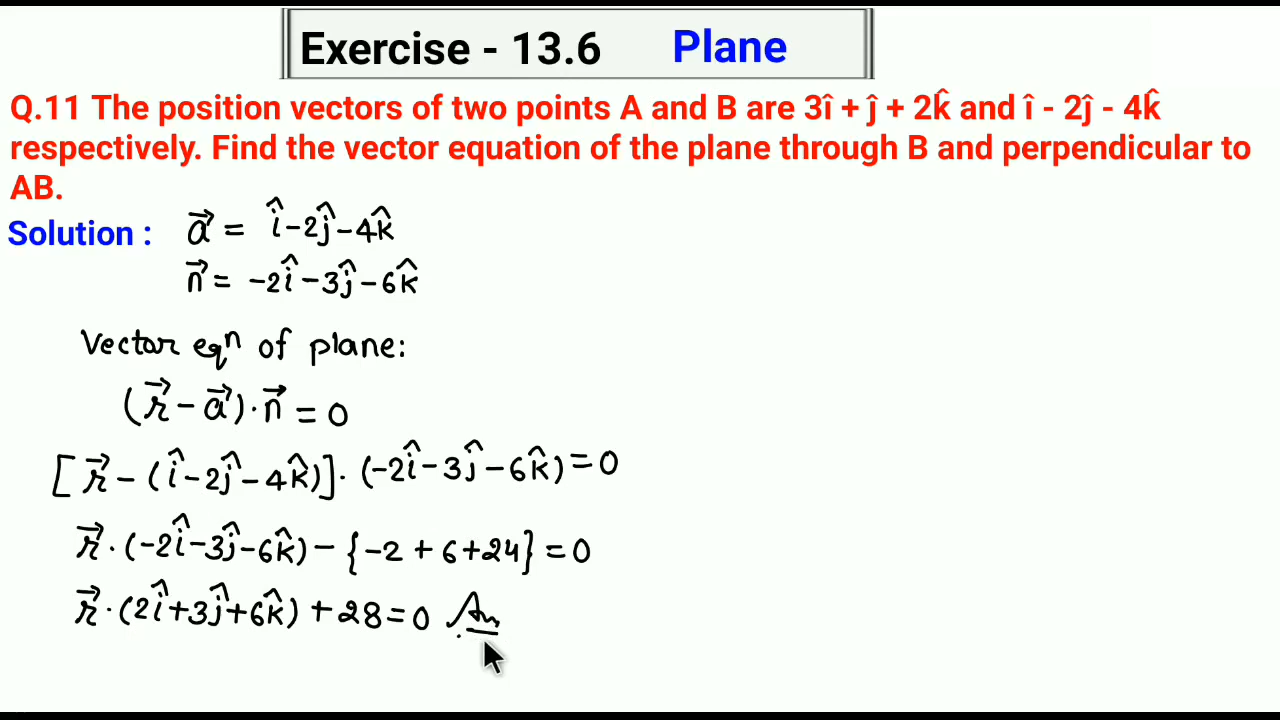 Exercise - 13.6 Plane
Q.11 The position vectors of two points A and B are 3î + ĵ + 2k̂ and î - 2ĵ - 4k̂
respectively. Find the vector equation of the plane through B and perpendicular to
AB.
Solution : a⃗ = î-2ĵ-4k̂
n⃗ = -2î-3ĵ-6k̂
Vector eqⁿ of plane:
(r⃗ - a⃗)·n⃗ = 0
[r⃗ - (î-2ĵ-4k̂)]·(-2î-3ĵ-6k̂) = 0
r⃗·(-2î-3ĵ-6k̂) - {-2+6+24} = 0
r⃗·(2î+3ĵ+6k̂) + 28 = 0 Ans